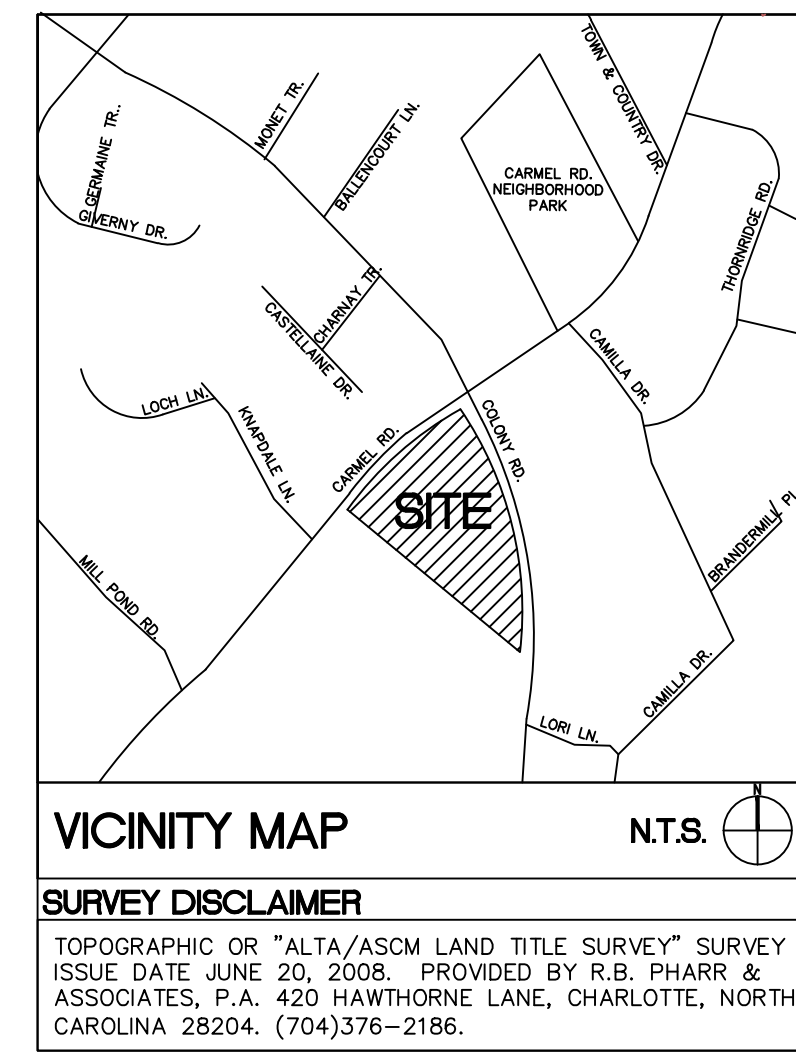 TOWN & COUNTRY DR.
MONET TR.
BALLENCOURT LN.
GERMAINE TR..
GIVERNY DR.
CARMEL RD.
NEIGHBORHOOD
PARK
THORNRIDGE RD.
CHARNAY TR.
CASTELLAINE DR.
CAMILLA DR.
LOCH LN.
KNAPDALE LN.
CARMEL RD.
COLONY RD.
SITE
BRANDERMILL Pl
MILL POND RD.
CAMILLA DR.
LORI LN.
VICINITY MAP
N.T.S.
N
SURVEY DISCLAIMER
TOPOGRAPHIC OR "ALTA/ASCM LAND TITLE SURVEY" SURVEY
ISSUE DATE JUNE 20, 2008. PROVIDED BY R.B. PHARR &
ASSOCIATES, P.A. 420 HAWTHORNE LANE, CHARLOTTE, NORTH
CAROLINA 28204. (704)376-2186.